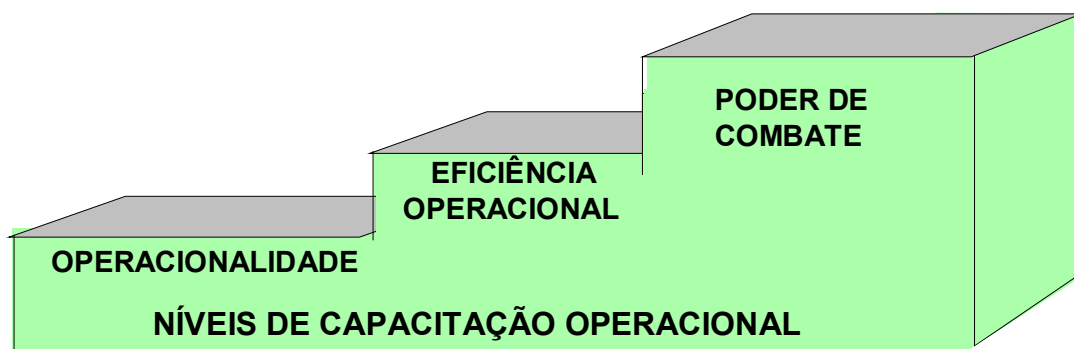 PODER DE
COMBATE
EFICIÊNCIA
OPERACIONAL
OPERACIONALIDADE
NÍVEIS DE CAPACITAÇÃO OPERACIONAL